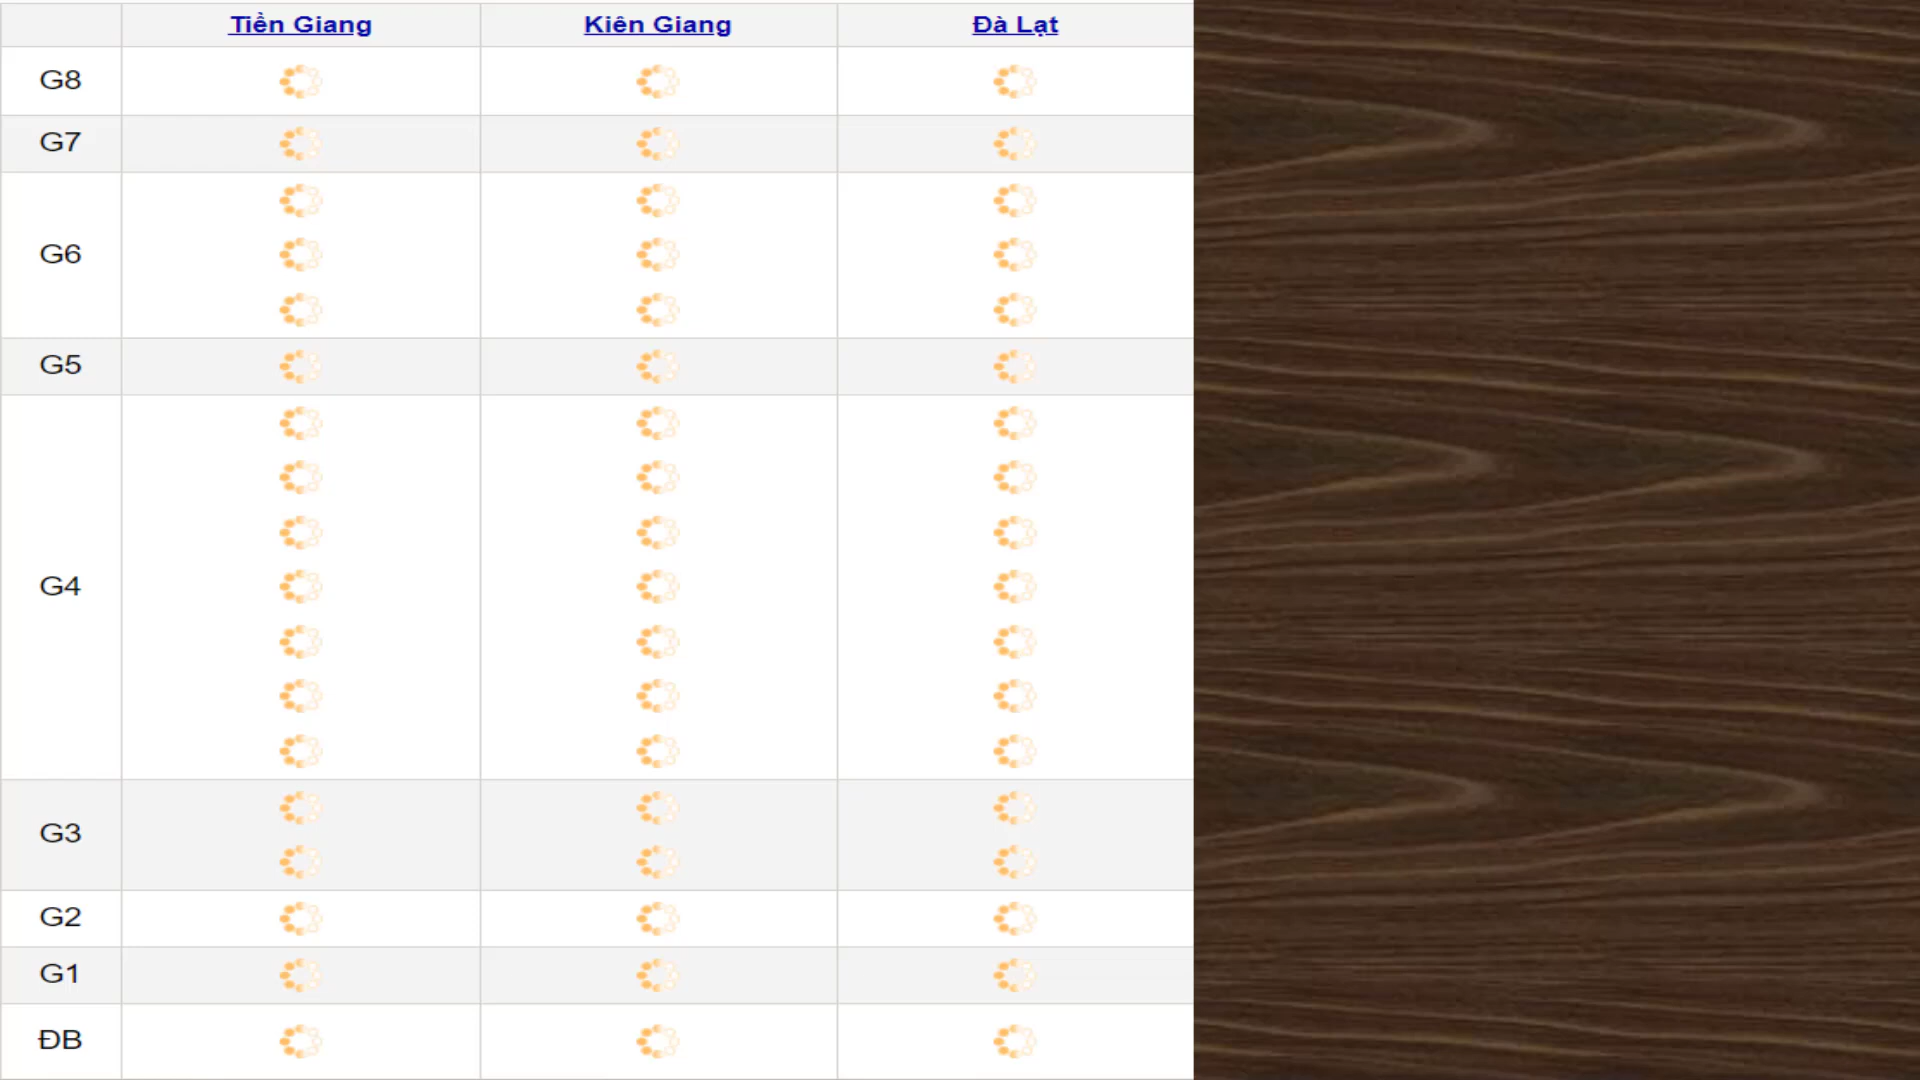 Tiền Giang Kiên Giang Đà Lạt
G8
G7
G6
G5
G4
G3
G2
G1
ĐB